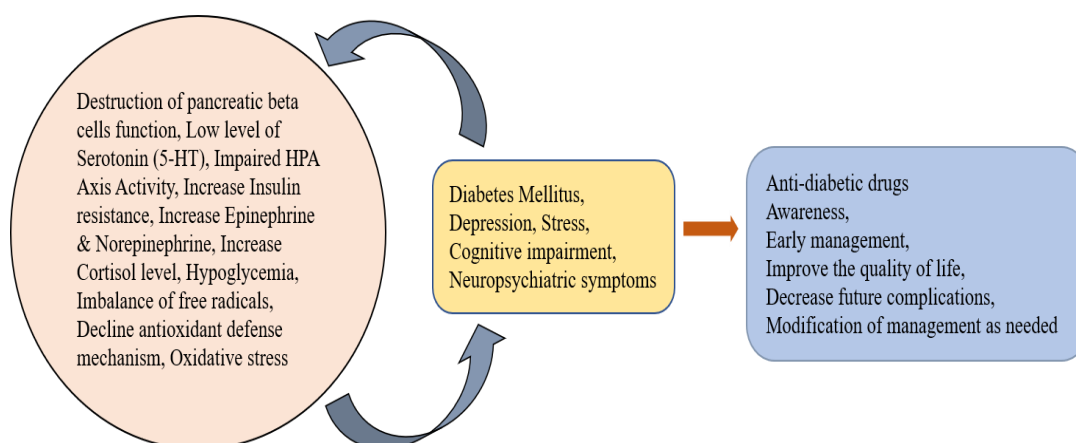 Destruction of pancreatic beta
cells function, Low level of
Serotonin (5-HT), Impaired HPA
Axis Activity, Increase Insulin
resistance, Increase Epinephrine
& Norepinephrine, Increase
Cortisol level, Hypoglycemia,
Imbalance of free radicals,
Decline antioxidant defense
mechanism, Oxidative stress
Diabetes Mellitus,
Depression, Stress,
Cognitive impairment,
Neuropsychiatric symptoms
Anti-diabetic drugs
Awareness,
Early management,
Improve the quality of life,
Decrease future complications,
Modification of management as needed